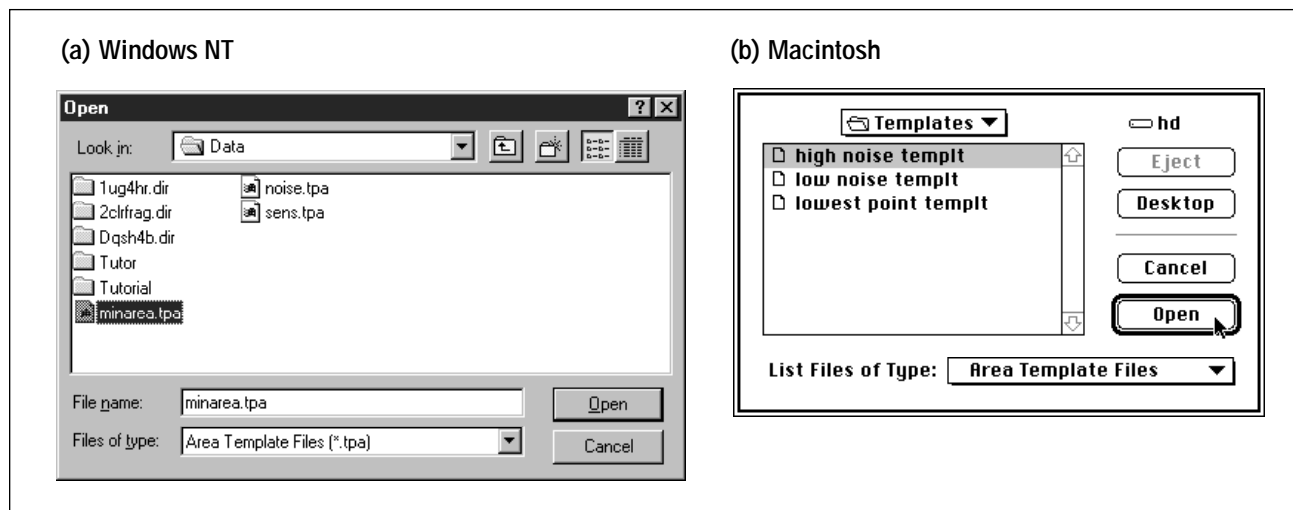 (a) Windows NT
Open
Look in:
Data
1ug4hr.dir
2clrfrag.dir
Dqsh4b.dir
Tutor
Tutorial
minarea.tpa
noise.tpa
sens.tpa
File name:
minarea.tpa
Open
Files of type:
Area Template Files (*.tpa)
Cancel
(b) Macintosh
Templates
hd
high noise templt
low noise templt
lowest point templt
Eject
Desktop
Cancel
Open
List Files of Type:
Area Template Files